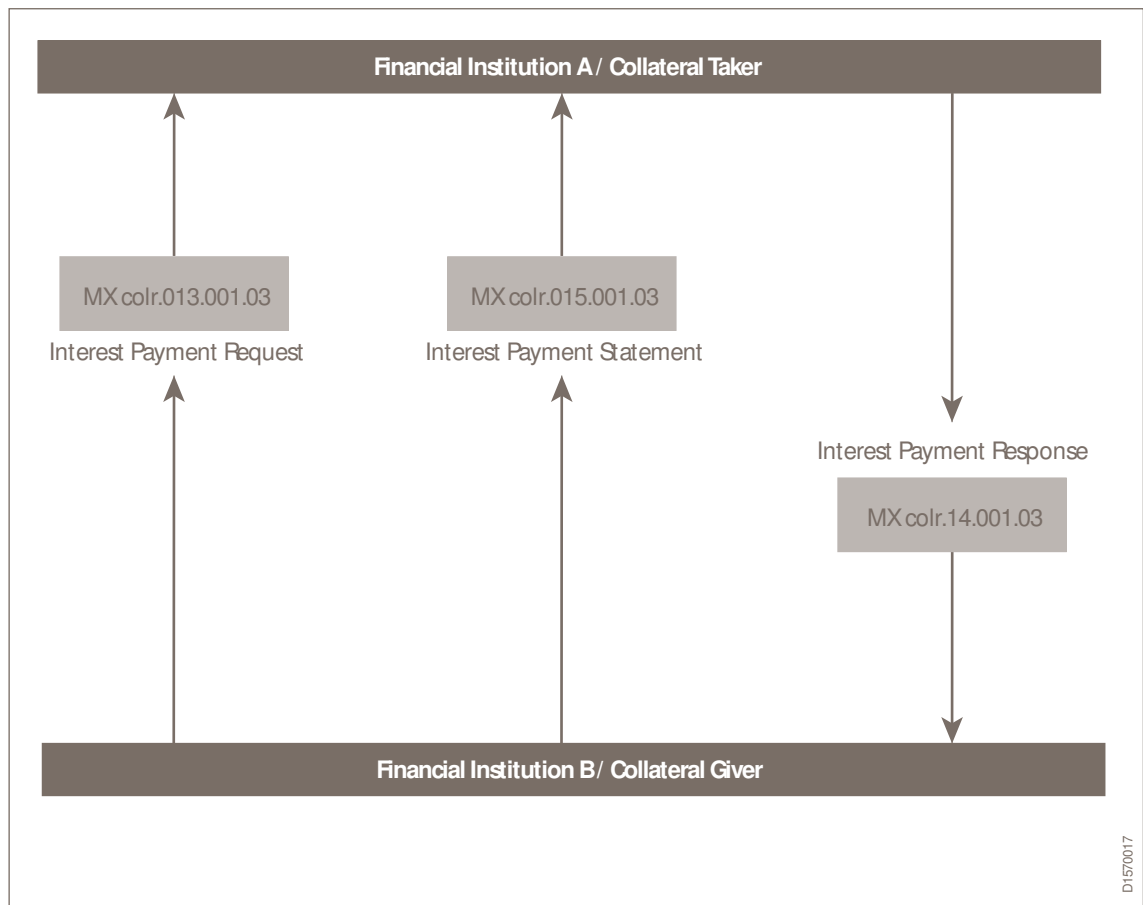 Financial Institution A / Collateral Taker
MX colr.013.001.03
Interest Payment Request
MX colr.015.001.03
Interest Payment Statement
Interest Payment Response
MX colr.14.001.03
Financial Institution B / Collateral Giver
D1570017